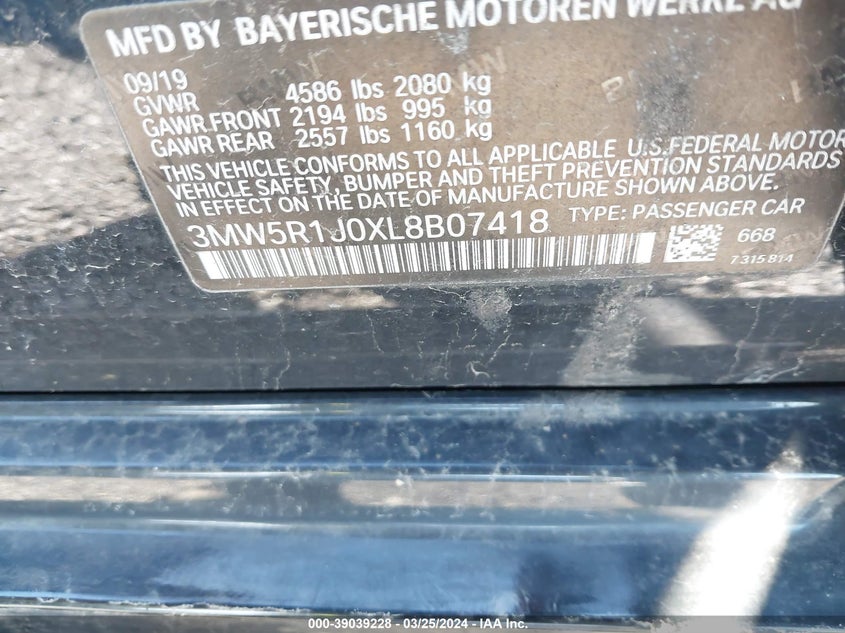 MFD BY BAYERISCHE MOTOREN WERKE AG
09/19
GVWR 4586 lbs 2080 kg
GAWR FRONT 2194 lbs 995 kg
GAWR REAR 2557 lbs 1160 kg
THIS VEHICLE CONFORMS TO ALL APPLICABLE U.S.FEDERAL MOTOR
VEHICLE SAFETY, BUMPER AND THEFT PREVENTION STANDARDS
IN EFFECT ON THE DATE OF MANUFACTURE SHOWN ABOVE.
3MW5R1J0XL8B07418 TYPE: PASSENGER CAR
668
7 315 814
000-39039228 - 03/25/2024 - IAA Inc.